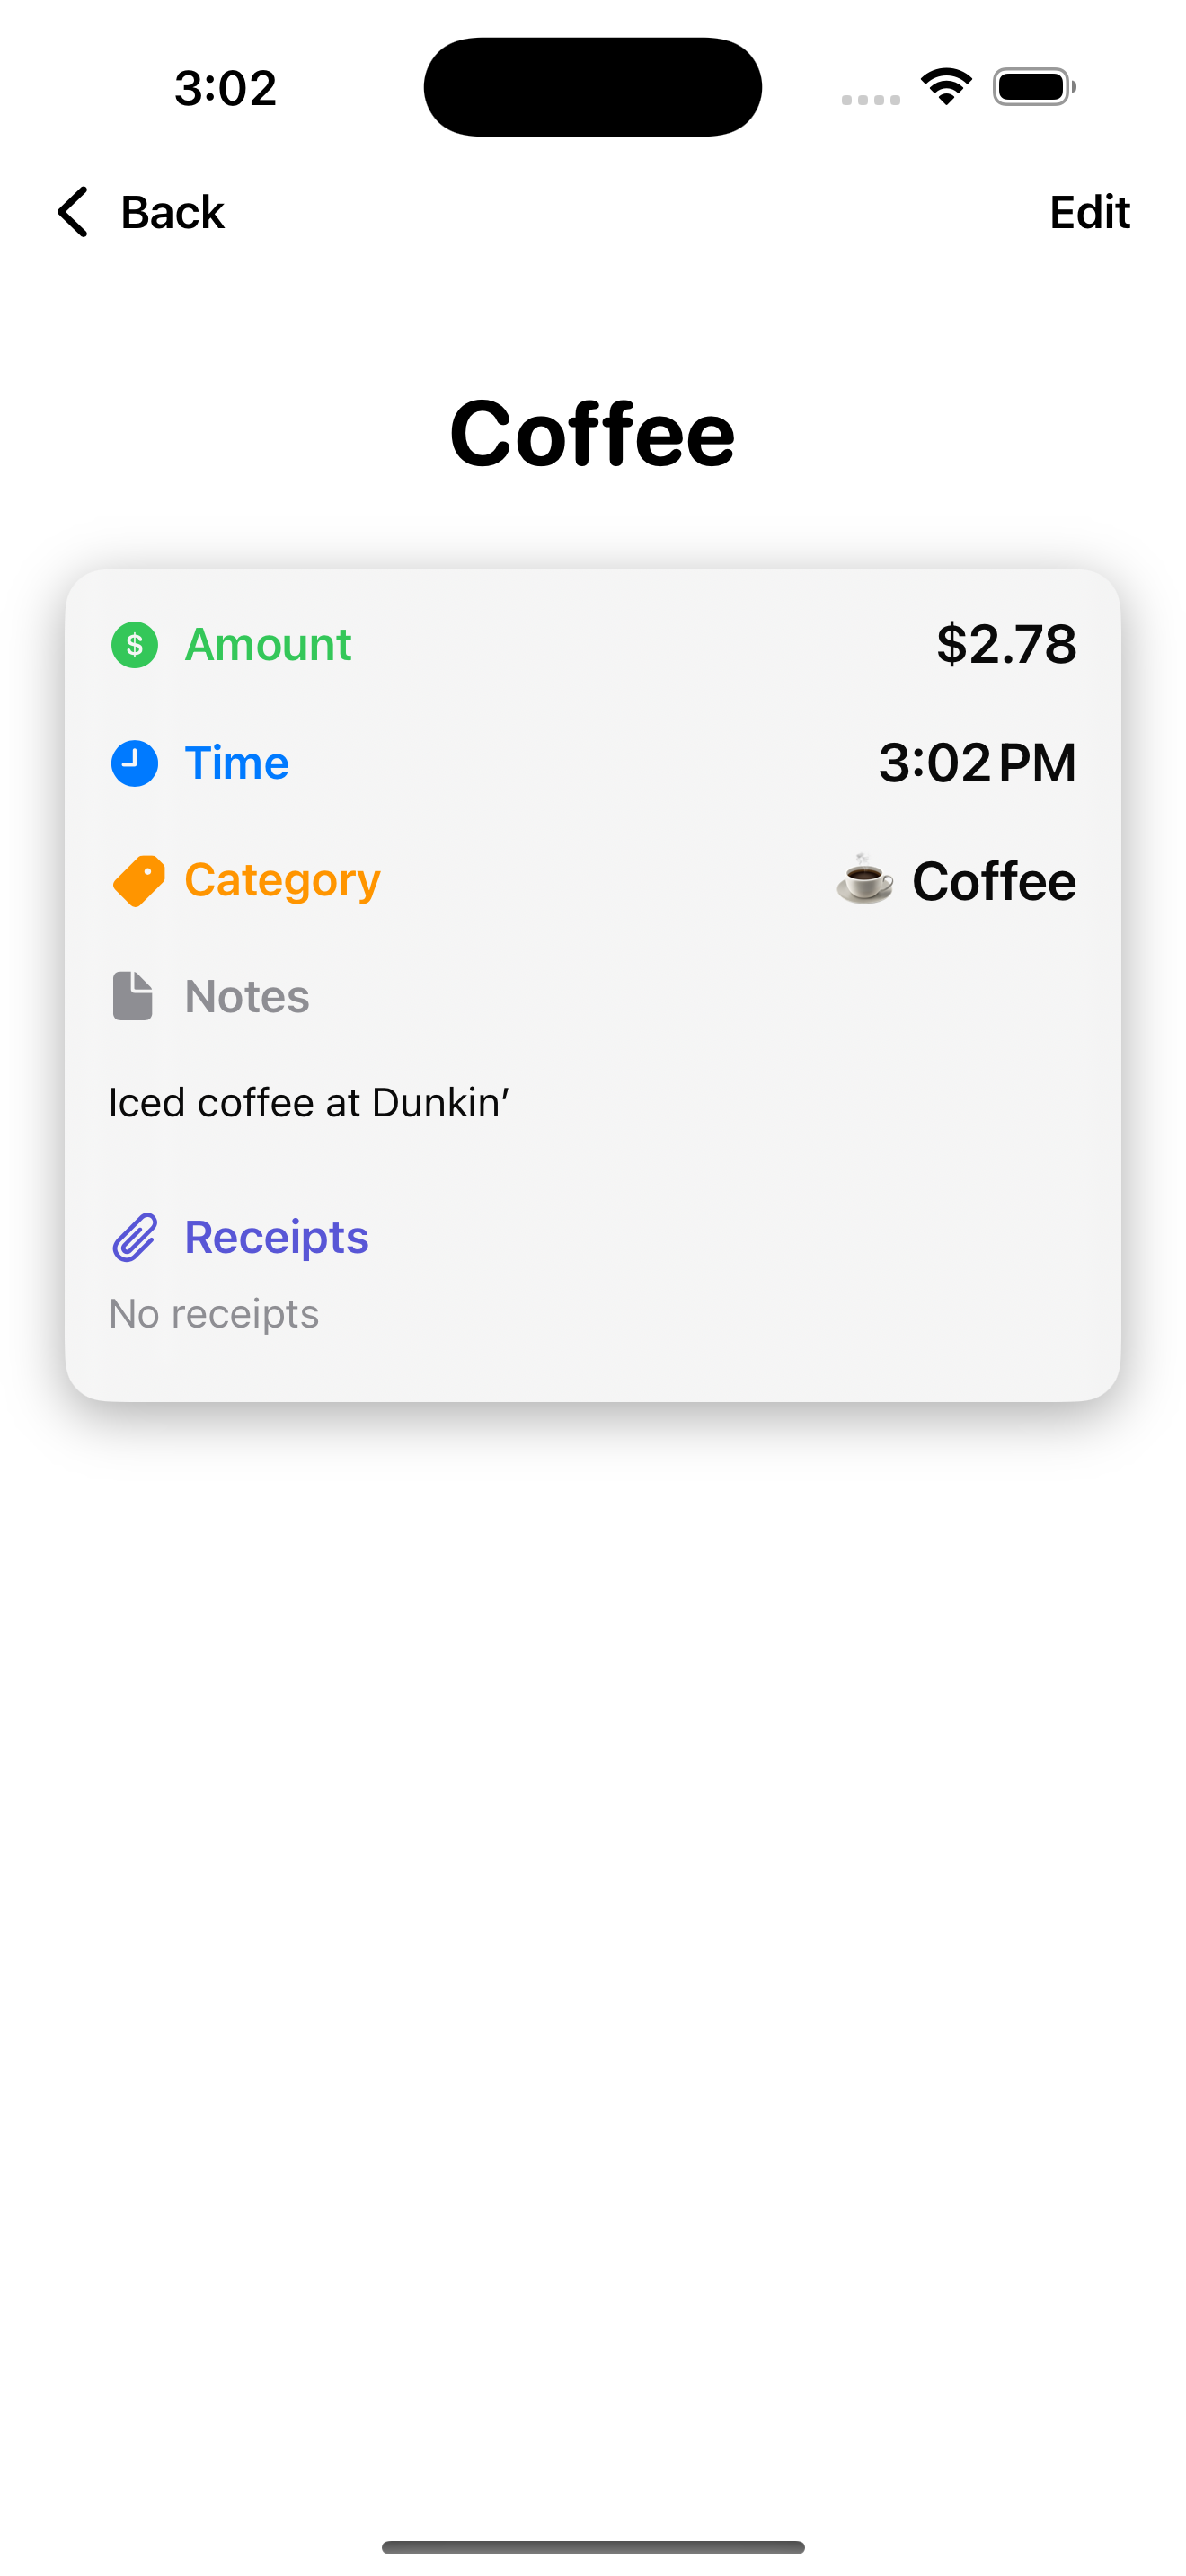 3:02
Back Edit
Coffee
$ Amount $2.78
Time 3:02 PM
Category ☕ Coffee
Notes
Iced coffee at Dunkin’
Receipts
No receipts